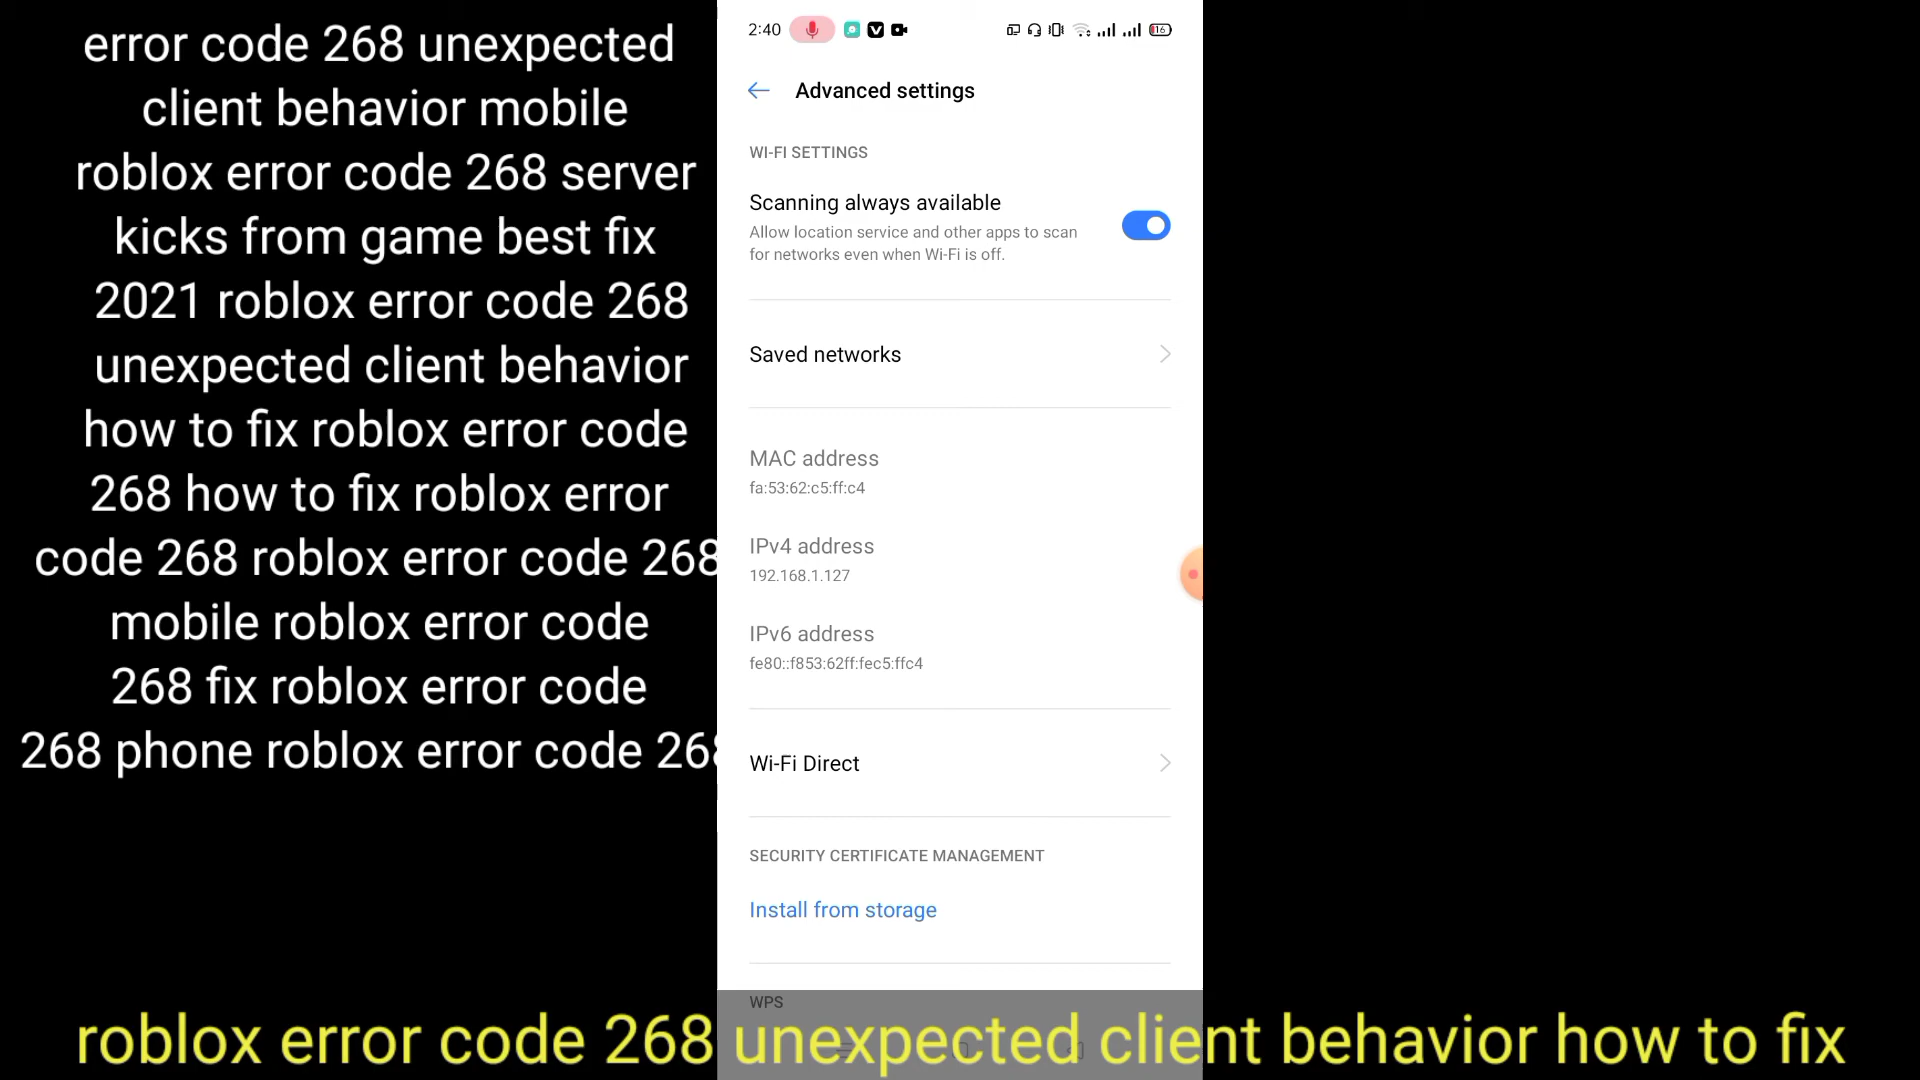 error code 268 unexpected
client behavior mobile
roblox error code 268 server
kicks from game best fix
2021 roblox error code 268
unexpected client behavior
how to fix roblox error code
268 how to fix roblox error
code 268 roblox error code 268
mobile roblox error code
268 fix roblox error code
268 phone roblox error code 268
2:40
16
Advanced settings
WI-FI SETTINGS
Scanning always available
Allow location service and other apps to scan
for networks even when Wi-Fi is off.
Saved networks
MAC address
fa:53:62:c5:ff:c4
IPv4 address
192.168.1.127
IPv6 address
fe80::f853:62ff:fec5:ffc4
Wi-Fi Direct
SECURITY CERTIFICATE MANAGEMENT
Install from storage
WPS
roblox error code 268 unexpected client behavior how to fix